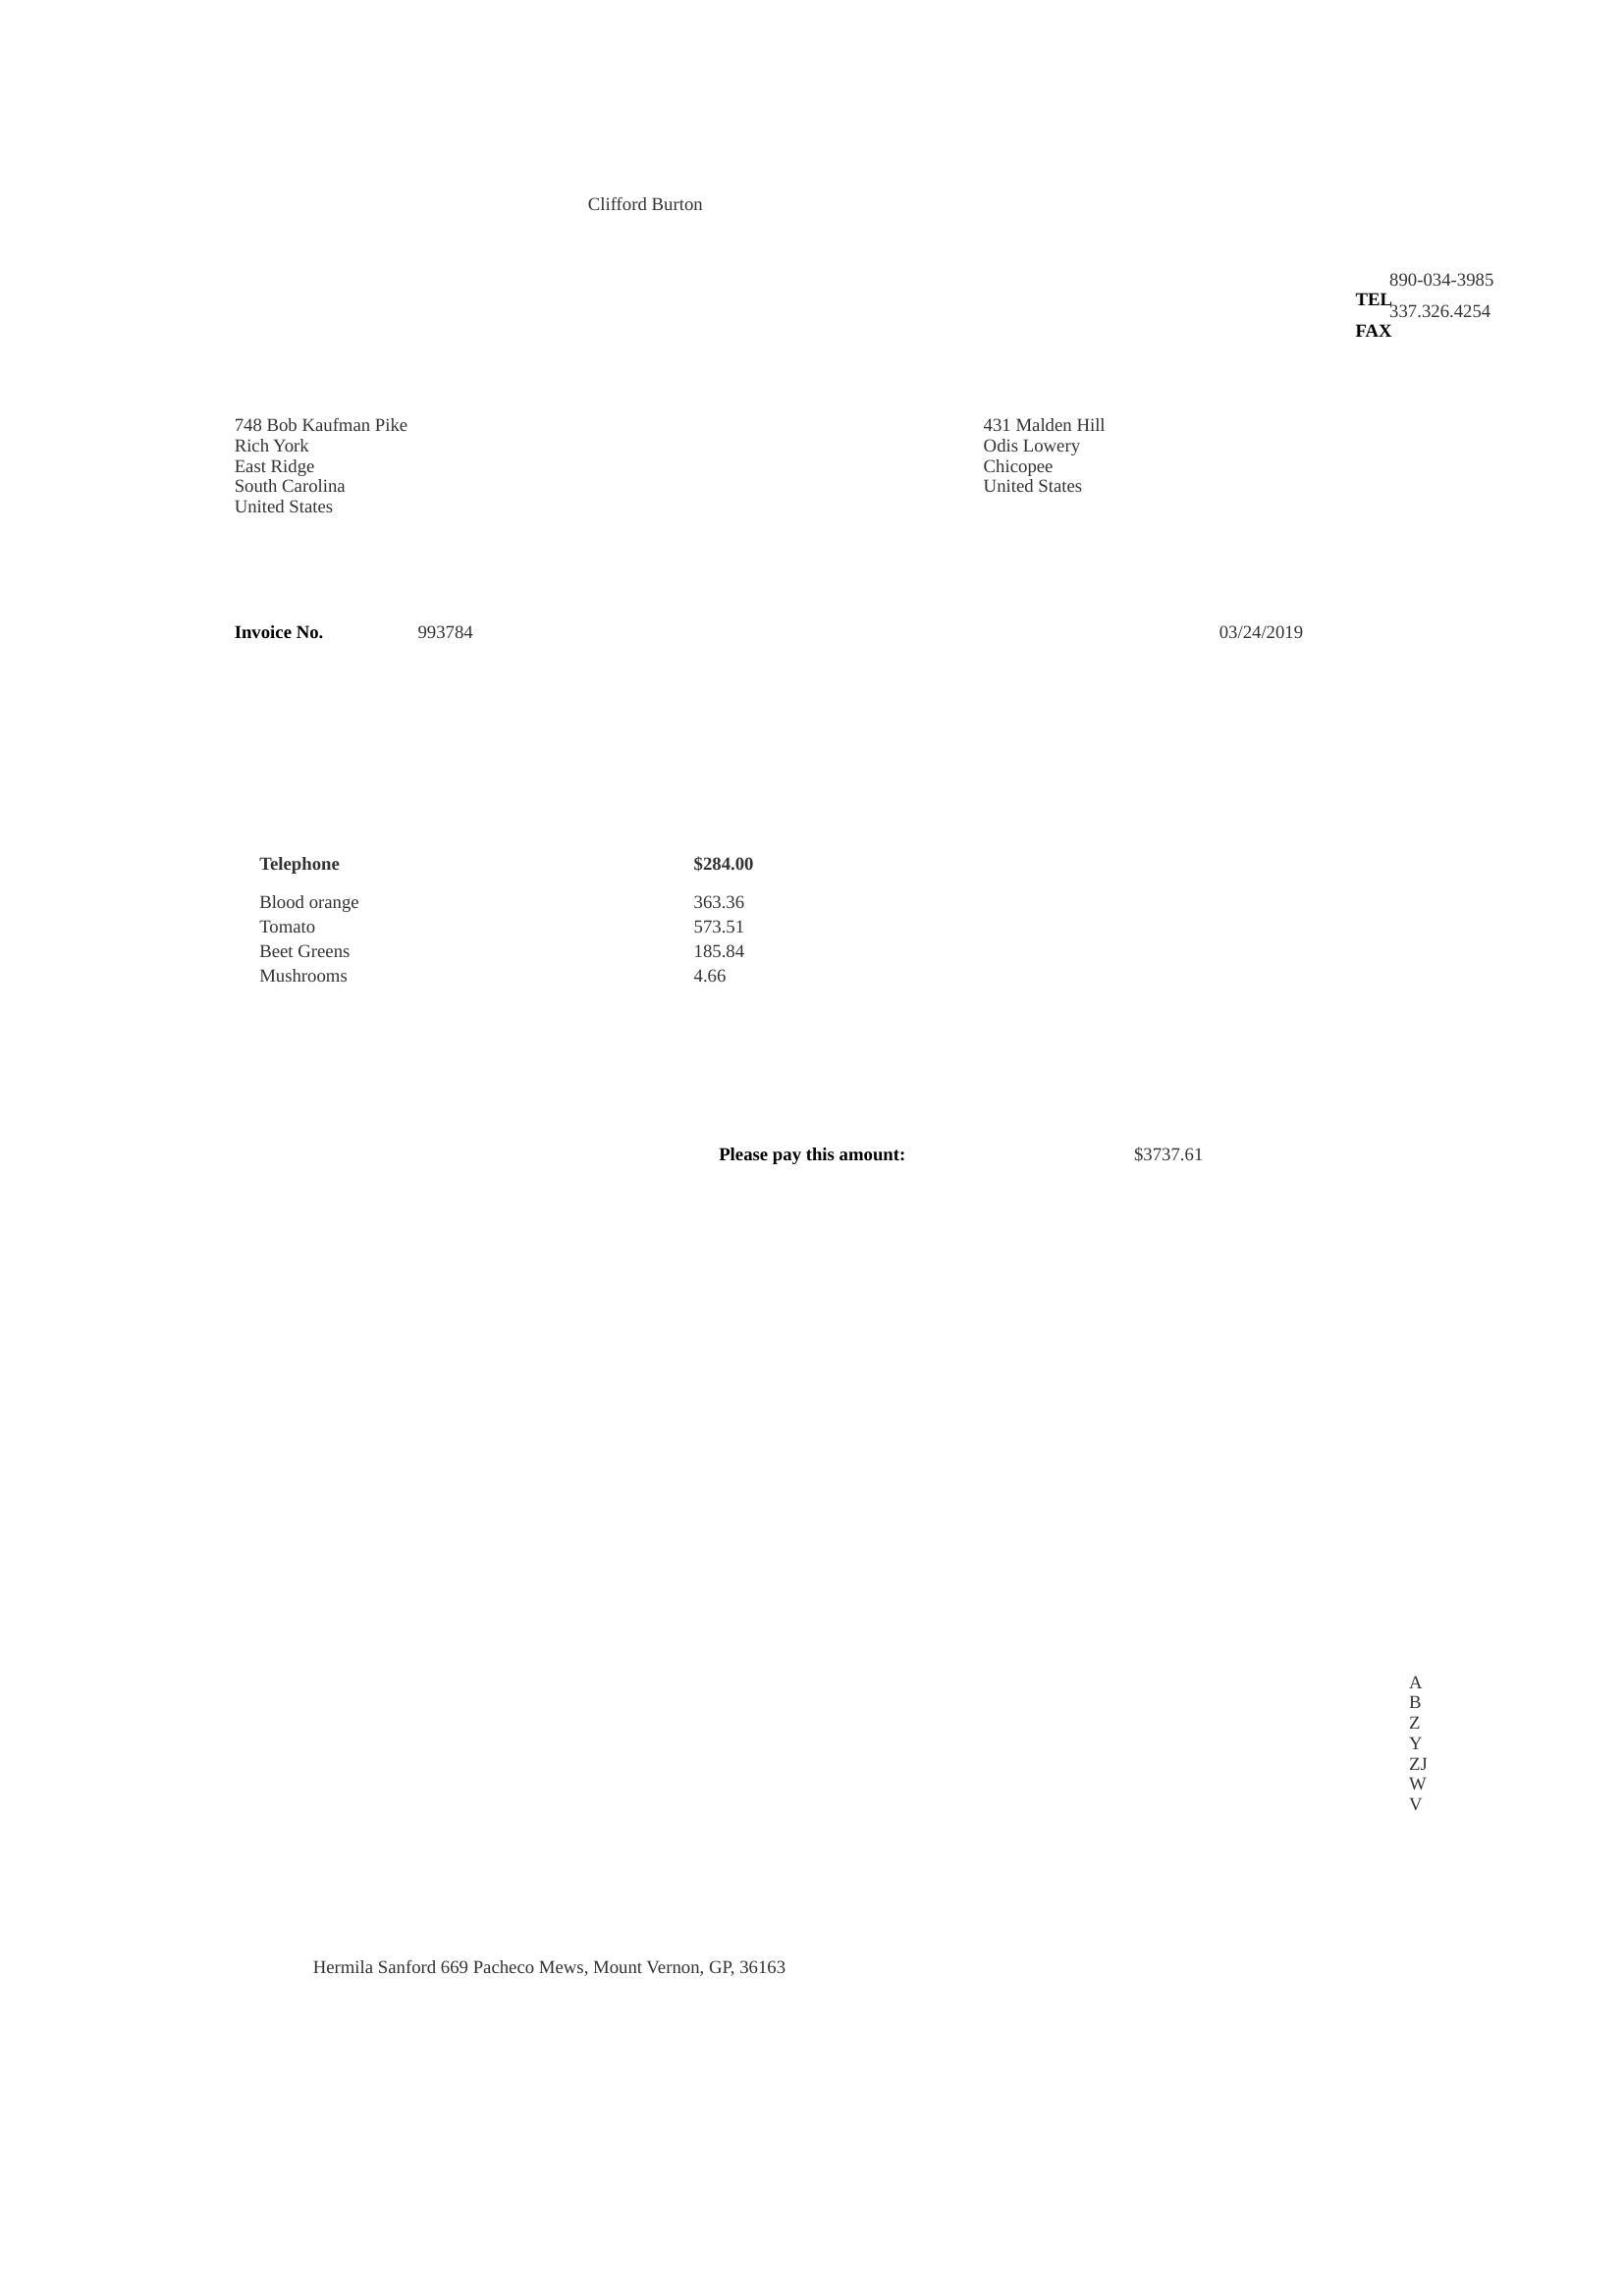 Clifford Burton
890-034-3985
TEL
337.326.4254
FAX
748 Bob Kaufman Pike
Rich York
East Ridge
South Carolina
United States
431 Malden Hill
Odis Lowery
Chicopee
United States
Invoice No. 993784 03/24/2019
Telephone $284.00
Blood orange 363.36
Tomato 573.51
Beet Greens 185.84
Mushrooms 4.66
Please pay this amount: $3737.61
A
B
Z
Y
ZJ
W
V
Hermila Sanford 669 Pacheco Mews, Mount Vernon, GP, 36163